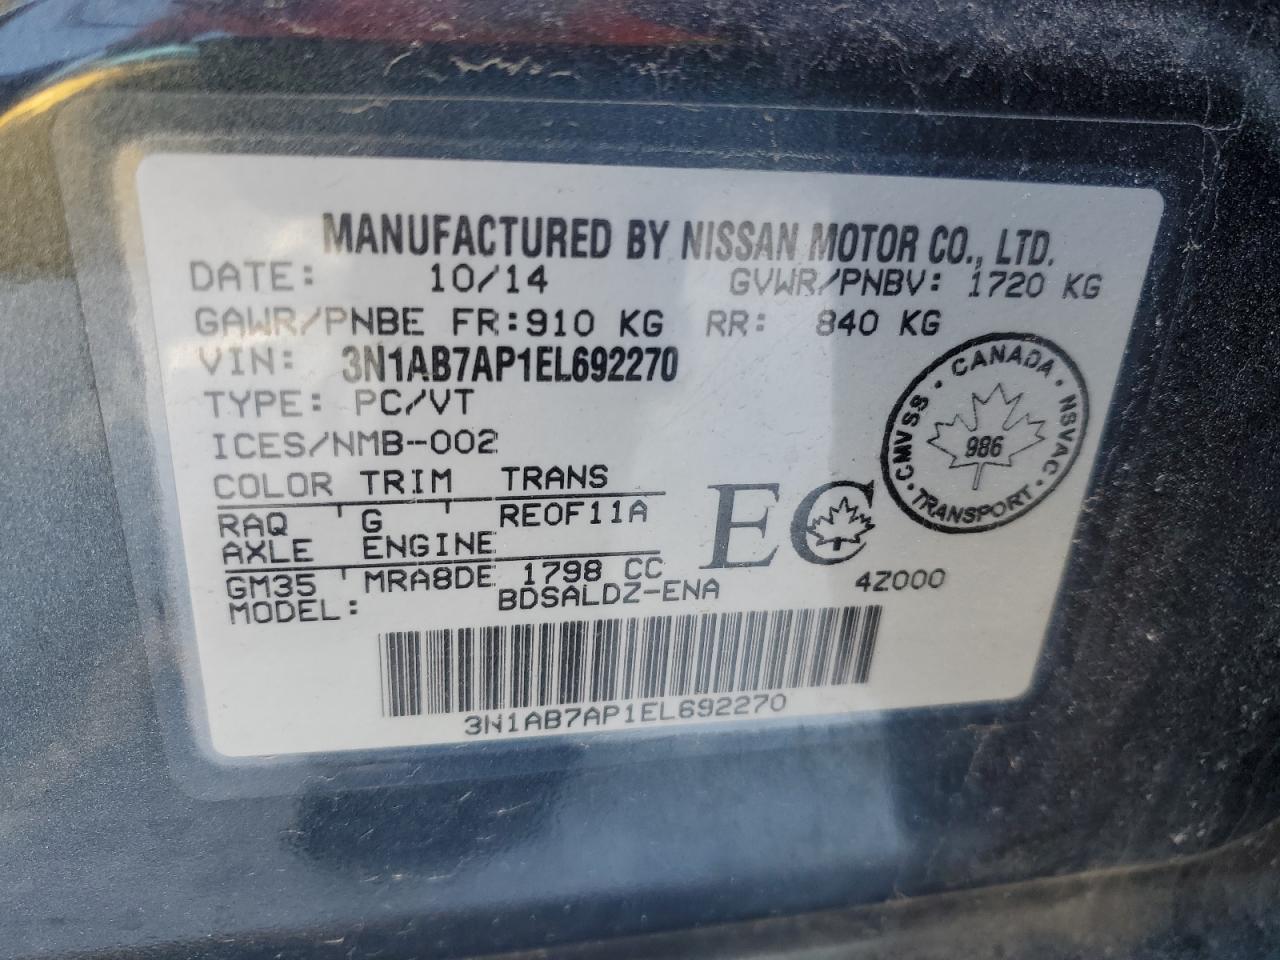 MANUFACTURED BY NISSAN MOTOR CO., LTD.
DATE: 10/14 GVWR/PNBV: 1720 KG
GAWR/PNBE FR:910 KG RR: 840 KG
VIN: 3N1AB7AP1EL692270
TYPE: PC/VT
ICES/NMB-002
COLOR TRIM TRANS
RAQ G RE0F11A
AXLE ENGINE
GM35 MRA8DE 1798 CC
MODEL: BDSALDZ-ENA
EC
4Z000
CANADA · NSVAC · TRANSPORT · CMVSS ·
986
3N1AB7AP1EL692270